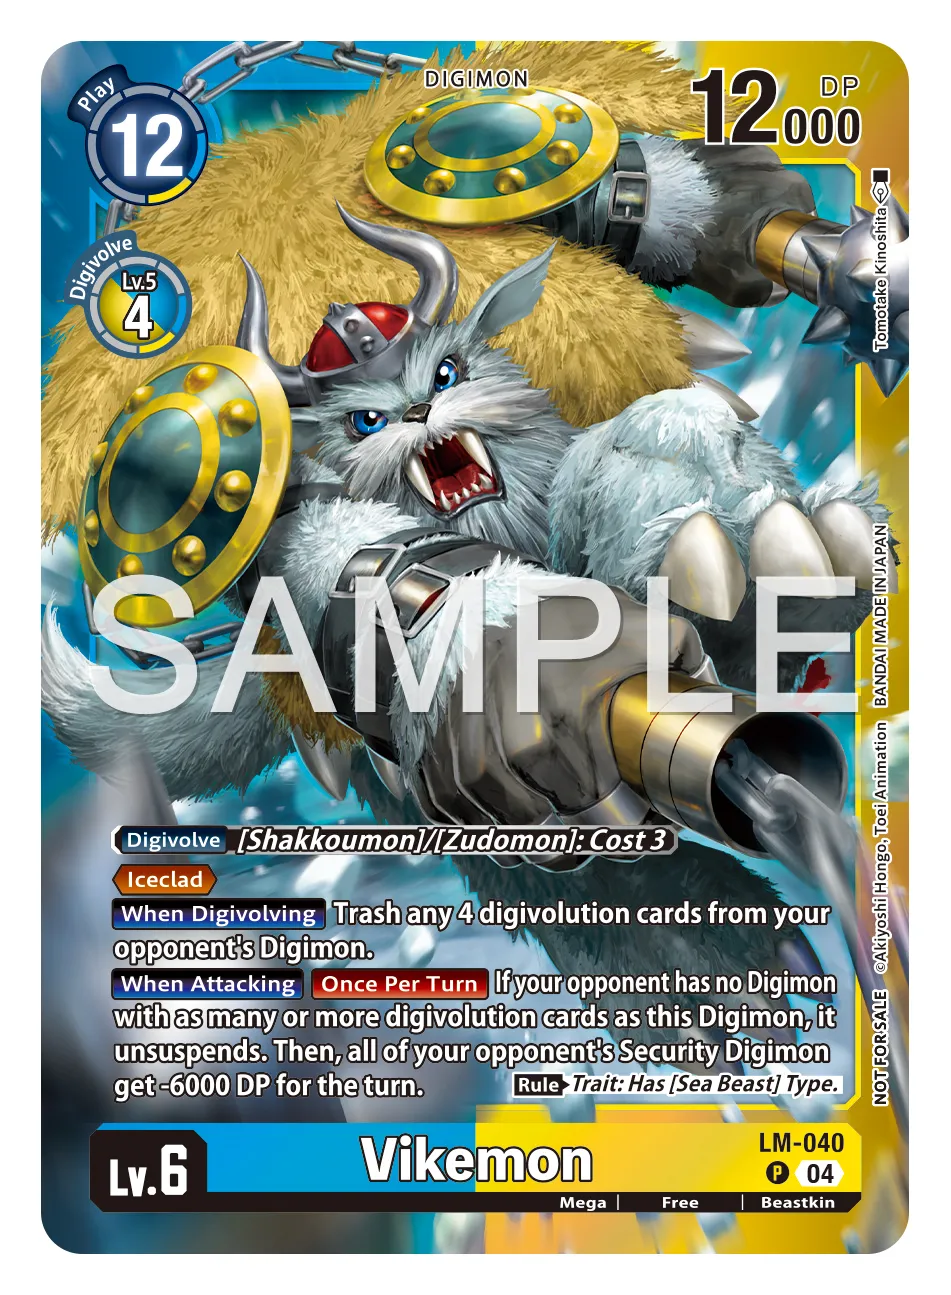 DIGIMON
Play
12
12000 DP
Digivolve
Lv.5
4
Tomotake Kinoshita
SAMPLE
BANDAI MADE IN JAPAN
©Akiyoshi Hongo, Toei Animation
NOT FOR SALE
Digivolve [Shakkoumon]/[Zudomon]: Cost 3
Iceclad
When Digivolving Trash any 4 digivolution cards from your
opponent's Digimon.
When Attacking Once Per Turn If your opponent has no Digimon
with as many or more digivolution cards as this Digimon, it
unsuspends. Then, all of your opponent's Security Digimon
get -6000 DP for the turn.
Rule Trait: Has [Sea Beast] Type.
Lv.6
Vikemon
LM-040
P 04
Mega | Free | Beastkin